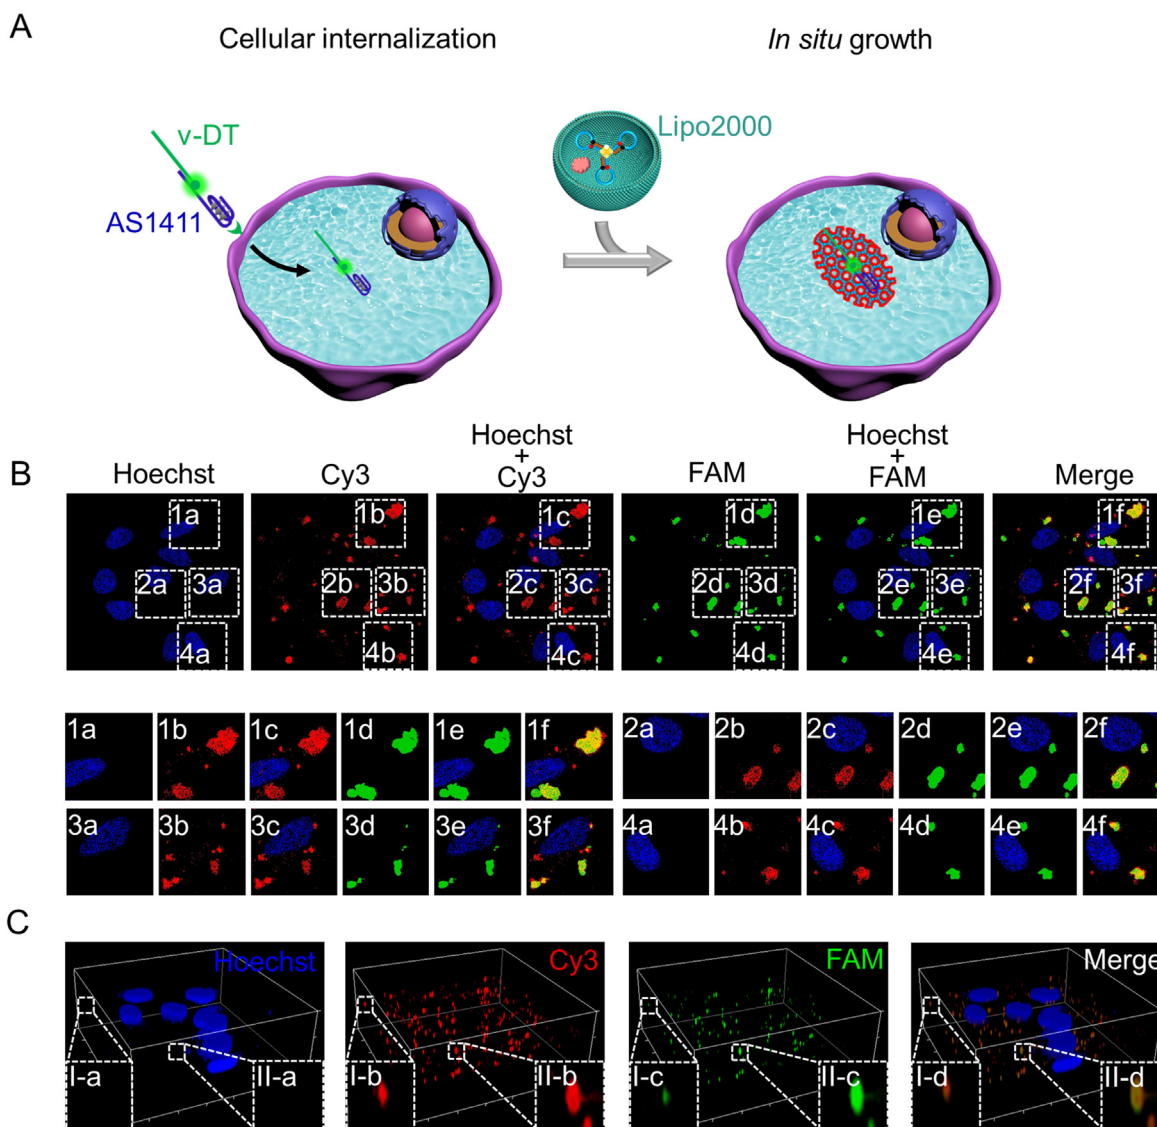 A
Cellular internalization
In situ growth
v-DT
AS1411
Lipo2000
B
Hoechst
Cy3
Hoechst
+
Cy3
FAM
Hoechst
+
FAM
Merge
1a
1b
1c
1d
1e
1f
2a
3a
2b
3b
2c
3c
2d
3d
2e
3e
2f
3f
4a
4b
4c
4d
4e
4f
1a
1b
1c
1d
1e
1f
2a
2b
2c
2d
2e
2f
3a
3b
3c
3d
3e
3f
4a
4b
4c
4d
4e
4f
C
Hoechst
Cy3
FAM
Merge
I-a
II-a
I-b
II-b
I-c
II-c
I-d
II-d